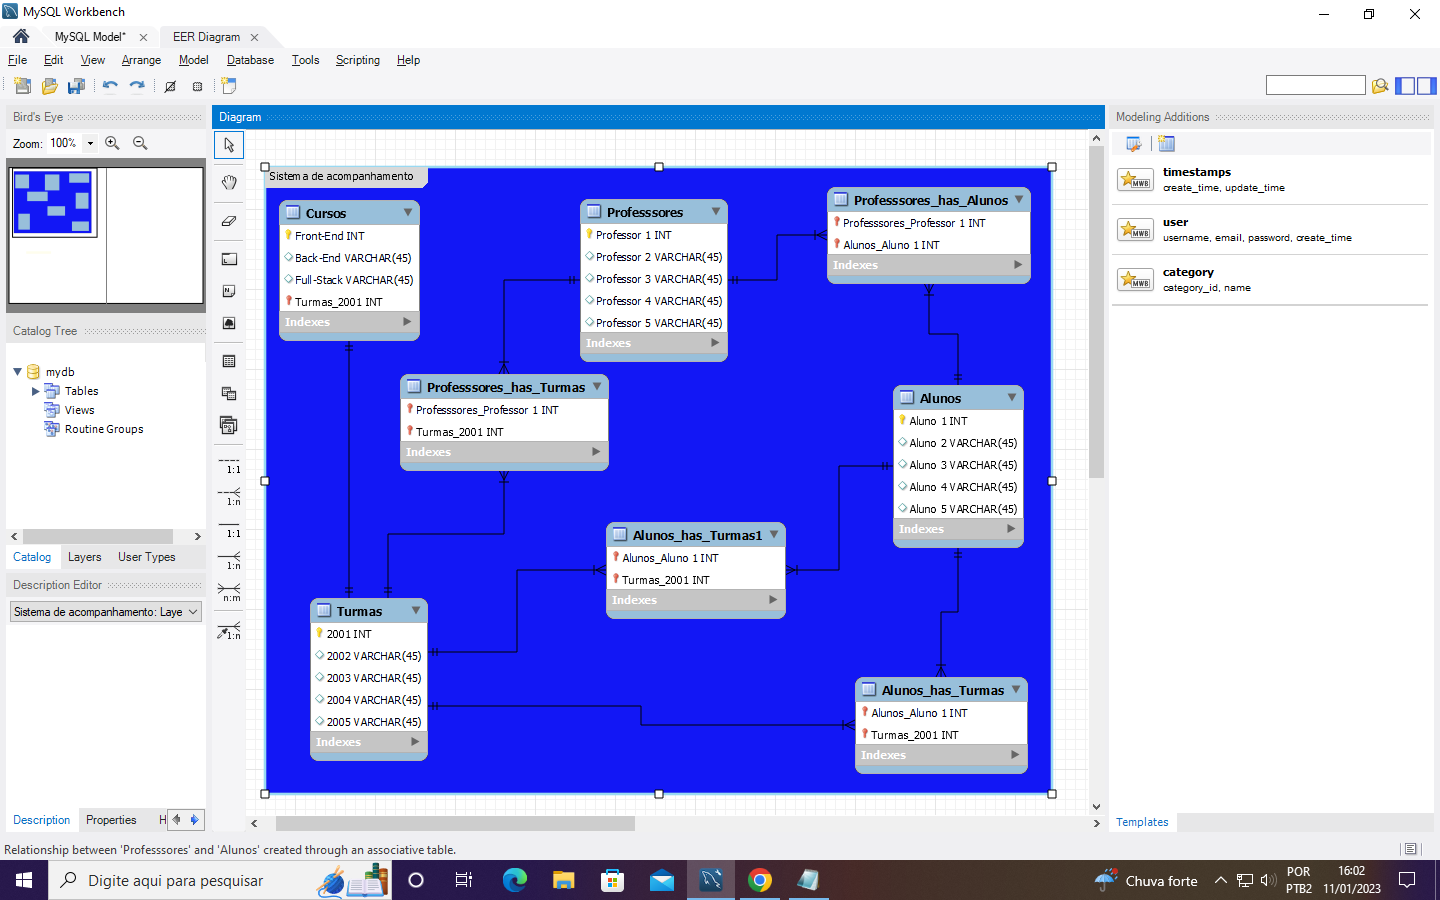 MySQL Workbench
MySQL Model*
EER Diagram
File Edit View Arrange Model Database Tools Scripting Help
Bird's Eye
Zoom: 100%
Catalog Tree
mydb
Tables
Views
Routine Groups
Catalog Layers User Types
Description Editor
Sistema de acompanhamento: Laye
Description Properties H
Diagram
1:1
1:n
1:1
1:n
n:m
1:n
Sistema de acompanhamento
Cursos
Front-End INT
Back-End VARCHAR(45)
Full-Stack VARCHAR(45)
Turmas_2001 INT
Indexes
Professsores
Professor 1 INT
Professor 2 VARCHAR(45)
Professor 3 VARCHAR(45)
Professor 4 VARCHAR(45)
Professor 5 VARCHAR(45)
Indexes
Professsores_has_Alunos
Professsores_Professor 1 INT
Alunos_Aluno 1 INT
Indexes
Professsores_has_Turmas
Professsores_Professor 1 INT
Turmas_2001 INT
Indexes
Alunos
Aluno 1 INT
Aluno 2 VARCHAR(45)
Aluno 3 VARCHAR(45)
Aluno 4 VARCHAR(45)
Aluno 5 VARCHAR(45)
Indexes
Alunos_has_Turmas1
Alunos_Aluno 1 INT
Turmas_2001 INT
Indexes
Turmas
2001 INT
2002 VARCHAR(45)
2003 VARCHAR(45)
2004 VARCHAR(45)
2005 VARCHAR(45)
Indexes
Alunos_has_Turmas
Alunos_Aluno 1 INT
Turmas_2001 INT
Indexes
Modeling Additions
MWB
timestamps
create_time, update_time
MWB
user
username, email, password, create_time
MWB
category
category_id, name
Templates
Relationship between 'Professsores' and 'Alunos' created through an associative table.
Digite aqui para pesquisar
Chuva forte
POR
PTB2
16:02
11/01/2023